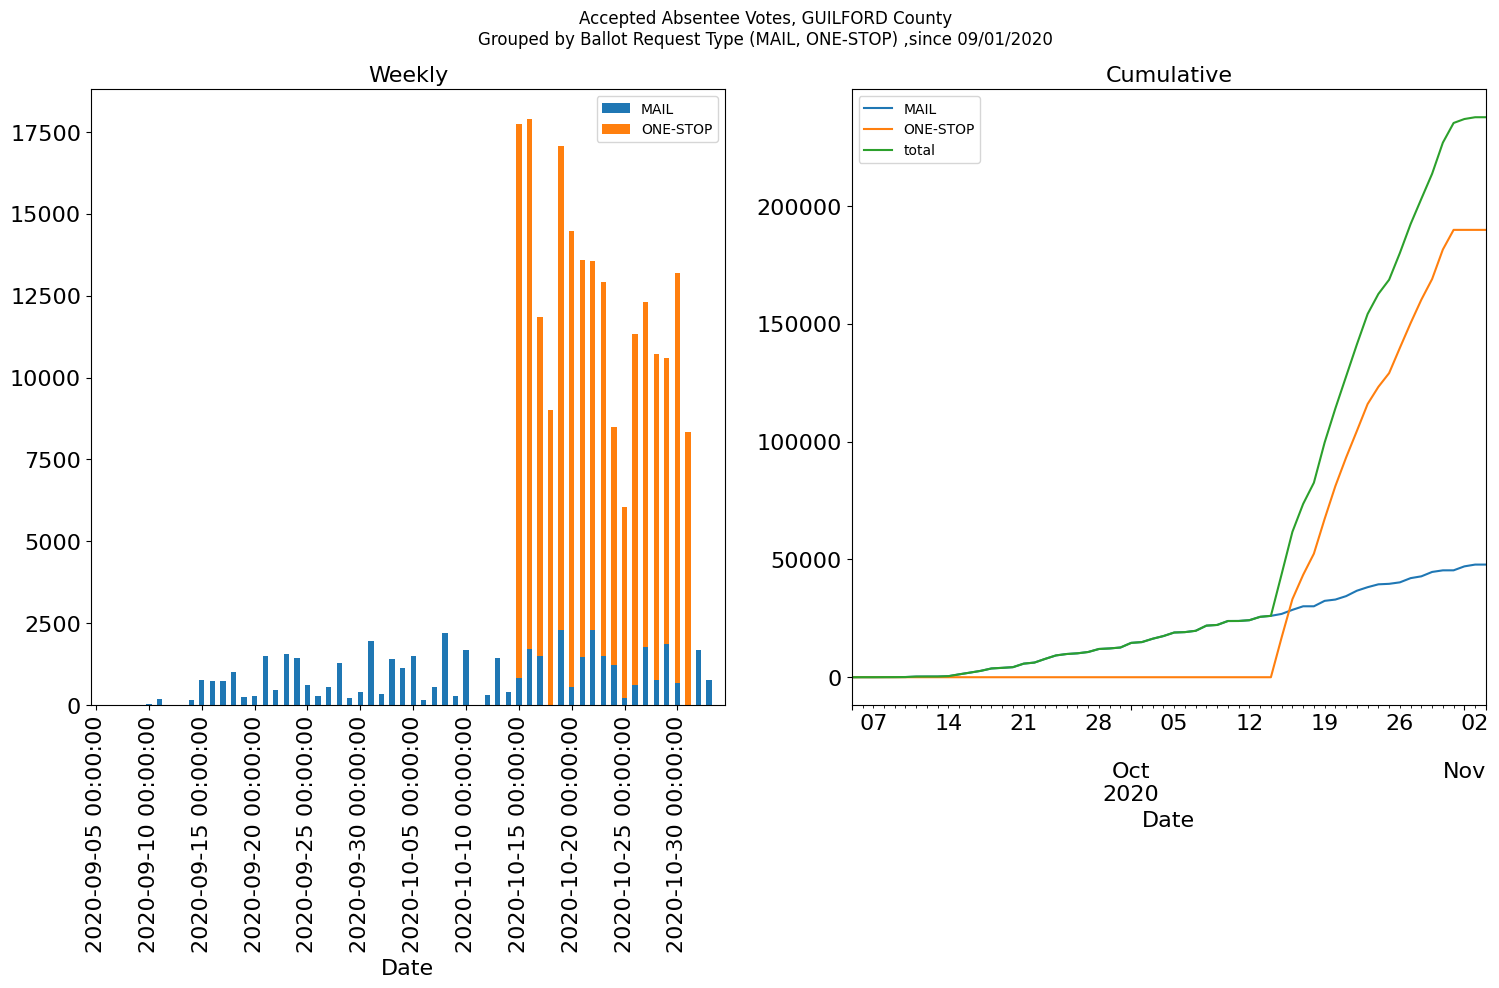 Accepted Absentee Votes, GUILFORD County
Grouped by Ballot Request Type (MAIL, ONE-STOP) ,since 09/01/2020
Weekly
MAIL
ONE-STOP
17500
15000
12500
10000
7500
5000
2500
0
2020-09-05 00:00:00
2020-09-10 00:00:00
2020-09-15 00:00:00
2020-09-20 00:00:00
2020-09-25 00:00:00
2020-09-30 00:00:00
2020-10-05 00:00:00
2020-10-10 00:00:00
2020-10-15 00:00:00
2020-10-20 00:00:00
2020-10-25 00:00:00
2020-10-30 00:00:00
Date
Cumulative
MAIL
ONE-STOP
total
200000
150000
100000
50000
0
07 14 21 28 05 12 19 26 02
Oct Nov
2020
Date